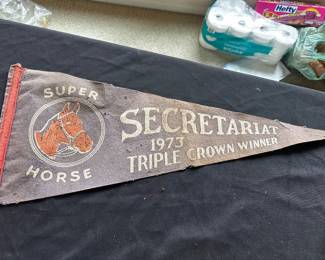 SUPER
HORSE
SECRETARIAT
1973
TRIPLE CROWN WINNER
Hefty